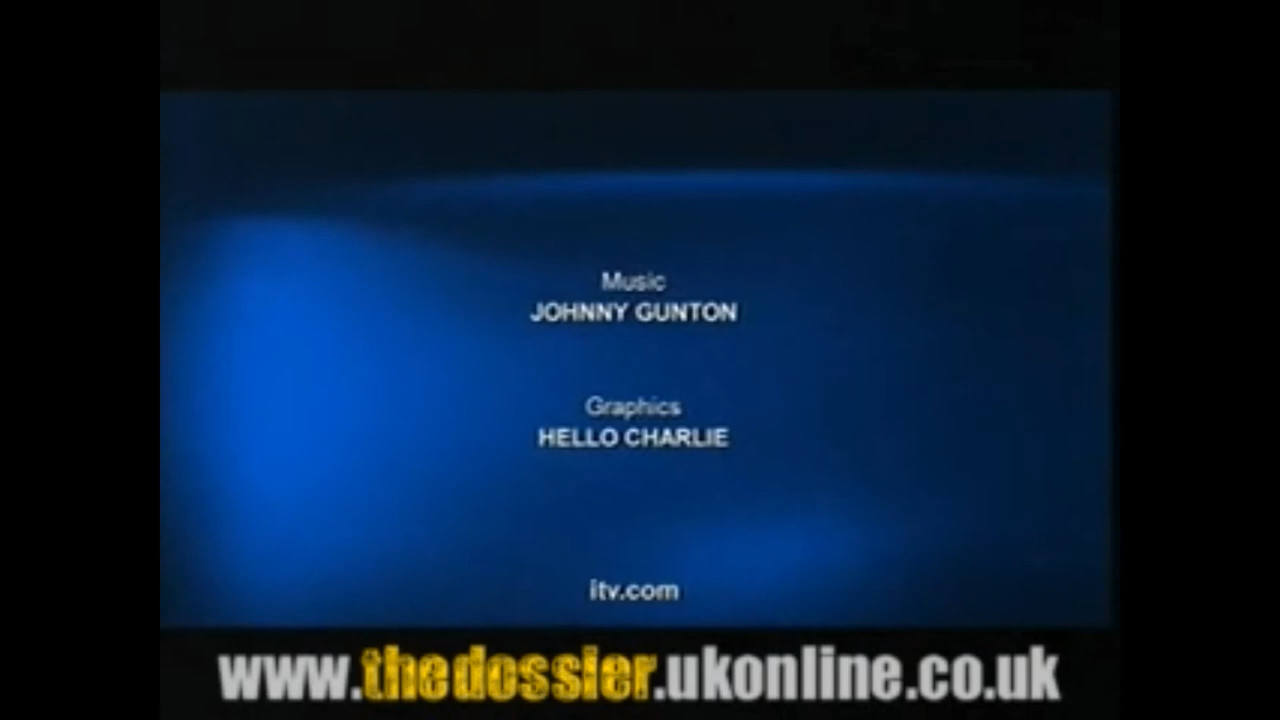 Music
JOHNNY GUNTON
Graphics
HELLO CHARLIE
itv.com
www.thedossier.ukonline.co.uk